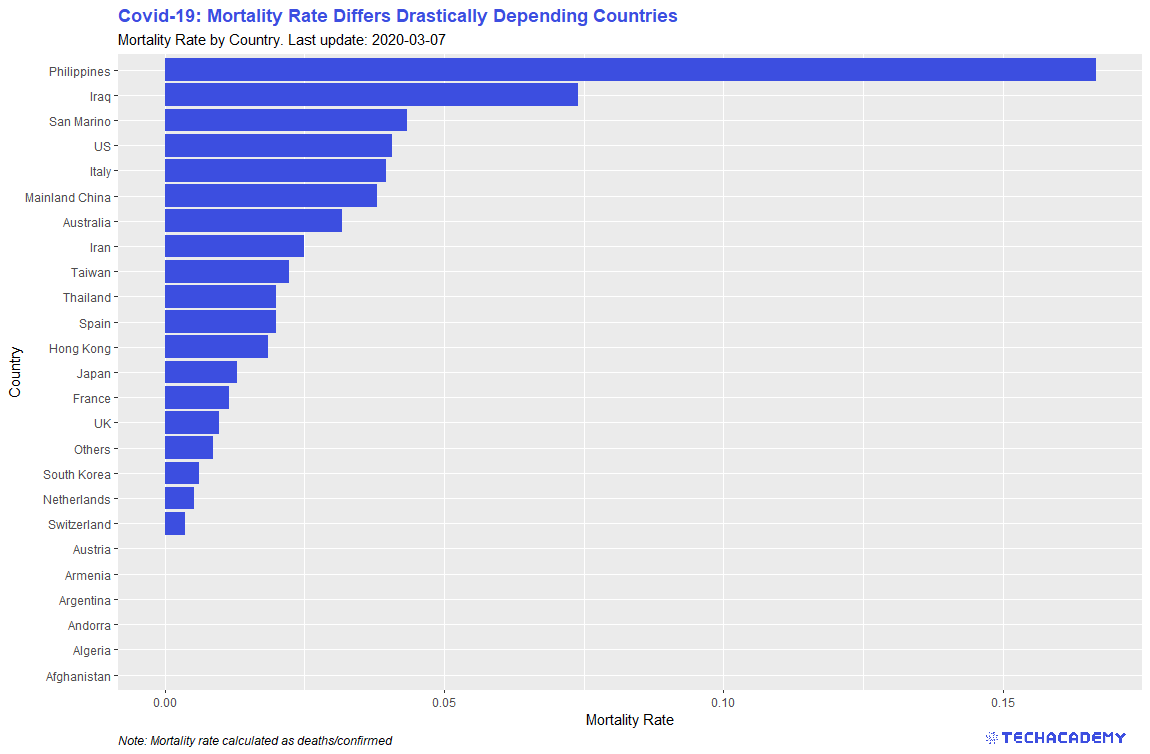 Covid-19: Mortality Rate Differs Drastically Depending Countries
Mortality Rate by Country. Last update: 2020-03-07
Philippines
Iraq
San Marino
US
Italy
Mainland China
Australia
Iran
Taiwan
Thailand
Spain
Hong Kong
Japan
France
UK
Others
South Korea
Netherlands
Switzerland
Austria
Armenia
Argentina
Andorra
Algeria
Afghanistan
Country
0.00 0.05 0.10 0.15
Mortality Rate
Note: Mortality rate calculated as deaths/confirmed
TECHACADEMY